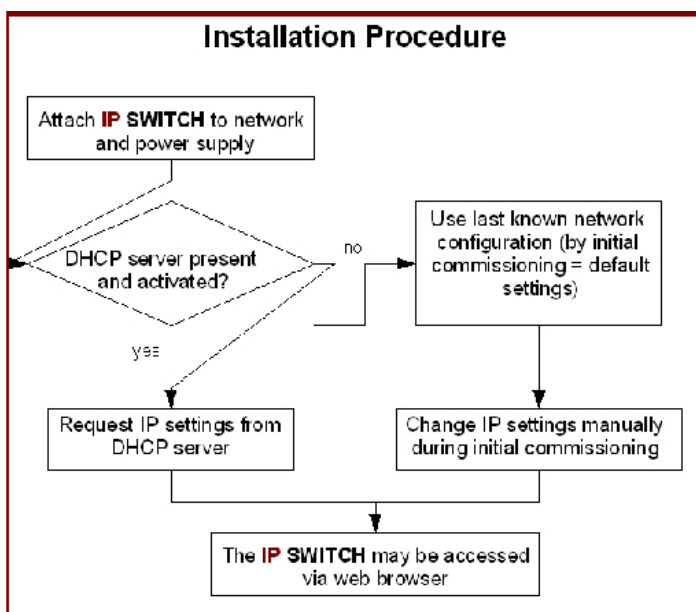 Installation Procedure
Attach IP SWITCH to network
and power supply
DHCP server present
and activated?
no
Use last known network
configuration (by initial
commissioning = default
settings)
yes
Request IP settings from
DHCP server
Change IP settings manually
during initial commissioning
The IP SWITCH may be accessed
via web browser